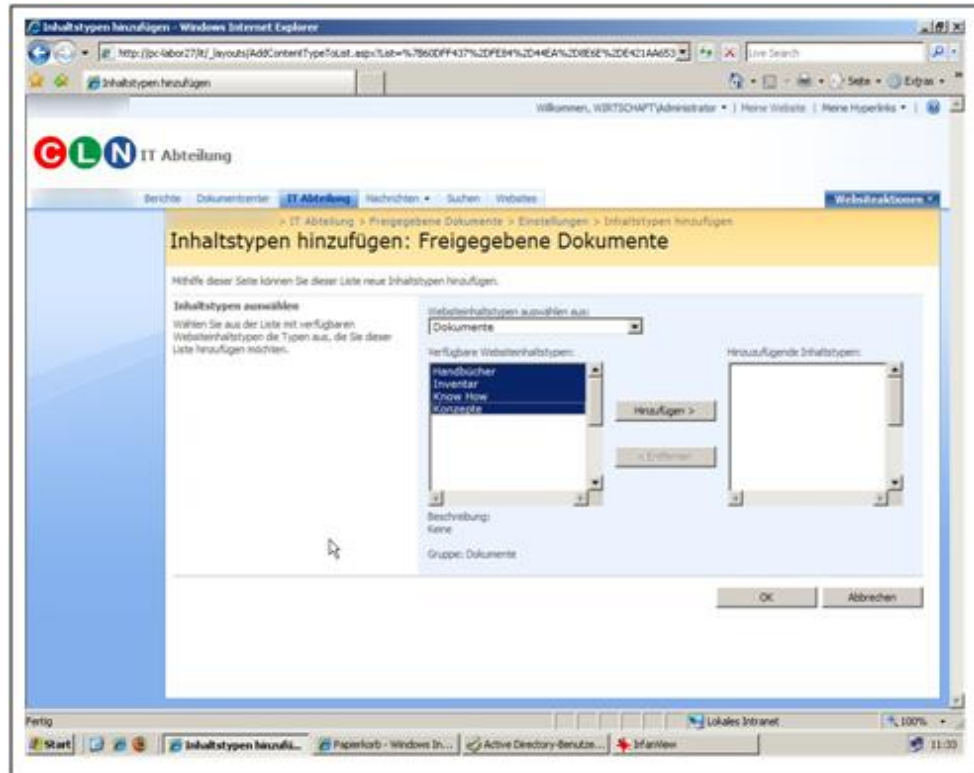 Inhaltstypen hinzufügen - Windows Internet Explorer
Live Search
Inhaltstypen hinzufügen
Seite
Extras
Willkommen, WIRTSCHAFT\Administrator | Meine Website | Meine Hyperlinks
CLN IT Abteilung
Berichte Dokumentcenter IT Abteilung Nachrichten Suchen Websites Websiteaktionen
> IT Abteilung > Freigegebene Dokumente > Einstellungen > Inhaltstypen hinzufügen
Inhaltstypen hinzufügen: Freigegebene Dokumente
Mithilfe dieser Seite können Sie dieser Liste neue Inhaltstypen hinzufügen.
Inhaltstypen auswählen
Wählen Sie aus der Liste mit verfügbaren
Websiteinhaltstypen die Typen aus, die Sie dieser
Liste hinzufügen möchten.
Websiteinhaltstypen auswählen aus:
Dokumente
Verfügbare Websiteinhaltstypen:
Handbücher
Inventar
Know How
Konzepte
Hinzufügen >
< Entfernen
Hinzuzufügende Inhaltstypen:
Beschreibung:
Keine
Gruppe: Dokumente
OK Abbrechen
Fertig Lokales Intranet 100%
Start Inhaltstypen hinzufü... Papierkorb - Windows In... Active Directory-Benutze... IrfanView 11:33